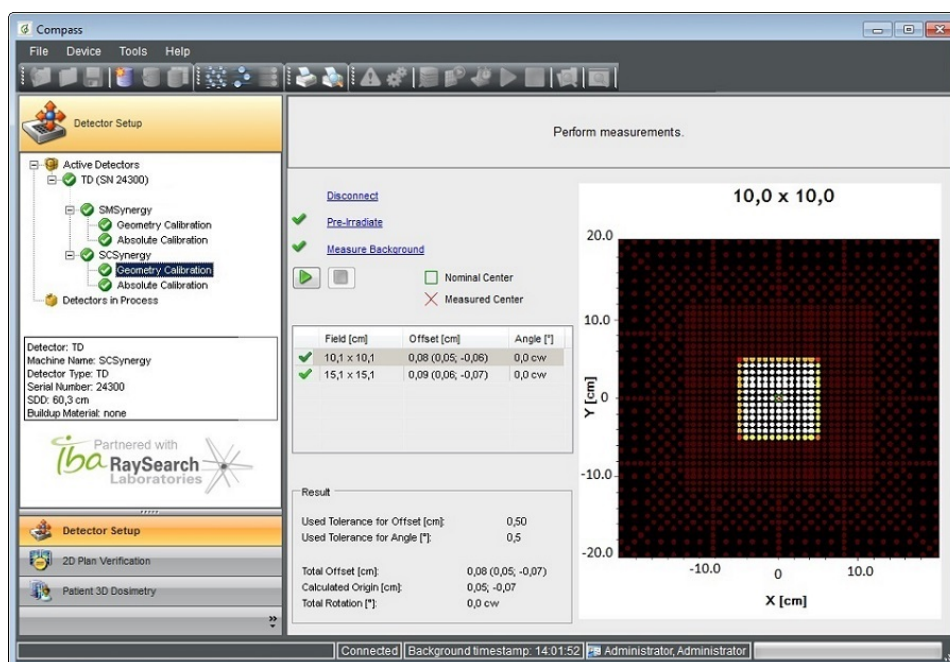 Compass
File Device Tools Help
Detector Setup
Perform measurements.
Active Detectors
TD (SN 24300)
SMSynergy
Geometry Calibration
Absolute Calibration
SCSynergy
Geometry Calibration
Absolute Calibration
Detectors in Process
Detector: TD
Machine Name: SCSynergy
Detector Type: TD
Serial Number: 24300
SDD: 60,3 cm
Buildup Material: none
Partnered with
iba RaySearch
Laboratories
Detector Setup
2D Plan Verification
Patient 3D Dosimetry
Disconnect
Pre-Irradiate
Measure Background
Nominal Center
Measured Center
Field [cm] Offset [cm] Angle [°]
10,1 x 10,1 0,08 (0,05; -0,06) 0,0 cw
15,1 x 15,1 0,09 (0,06; -0,07) 0,0 cw
Result
Used Tolerance for Offset [cm]: 0,50
Used Tolerance for Angle [°]: 0,5
Total Offset [cm]: 0,08 (0,05; -0,07)
Calculated Origin [cm]: 0,05; -0,07
Total Rotation [°]: 0,0 cw
10,0 x 10,0
20.0
10.0
0
-10.0
-20.0
Y [cm]
-10.0 0 10.0
X [cm]
Connected Background timestamp: 14:01:52 Administrator, Administrator